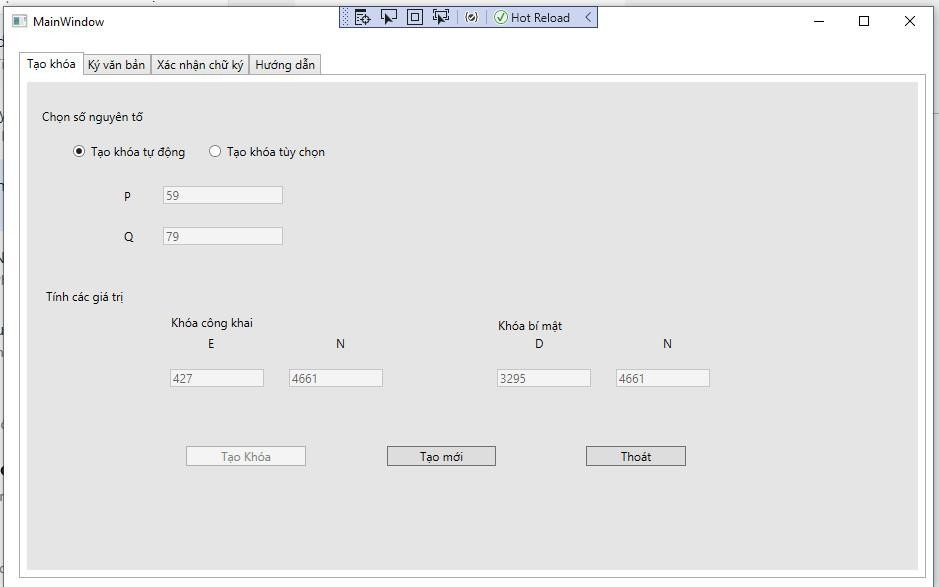 MainWindow
Hot Reload
Tạo khóa Ký văn bản Xác nhận chữ ký Hướng dẫn
Chọn số nguyên tố
Tạo khóa tự động Tạo khóa tùy chọn
P 59
Q 79
Tính các giá trị
Khóa công khai Khóa bí mật
E N D N
427 4661 3295 4661
Tạo Khóa Tạo mới Thoát